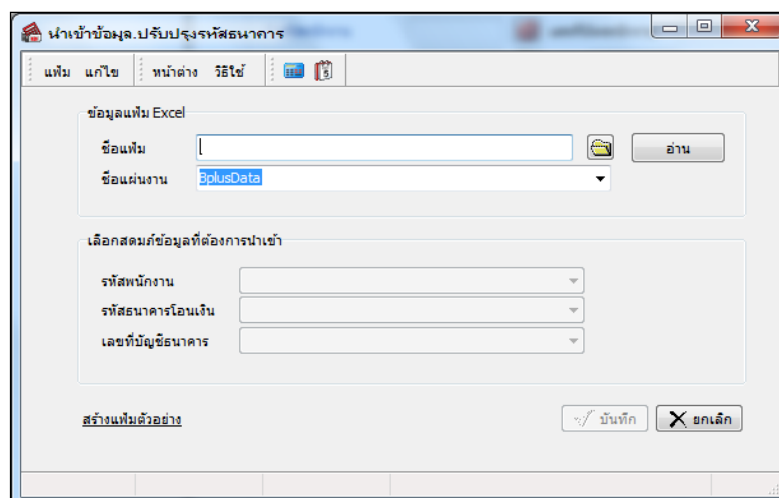 นำเข้าข้อมูล.ปรับปรุงรหัสธนาคาร
แฟ้ม แก้ไข หน้าต่าง วิธีใช้
ข้อมูลแฟ้ม Excel
ชื่อแฟ้ม อ่าน
ชื่อแผ่นงาน BplusData
เลือกสดมภ์ข้อมูลที่ต้องการนำเข้า
รหัสพนักงาน
รหัสธนาคารโอนเงิน
เลขที่บัญชีธนาคาร
สร้างแฟ้มตัวอย่าง บันทึก ยกเลิก